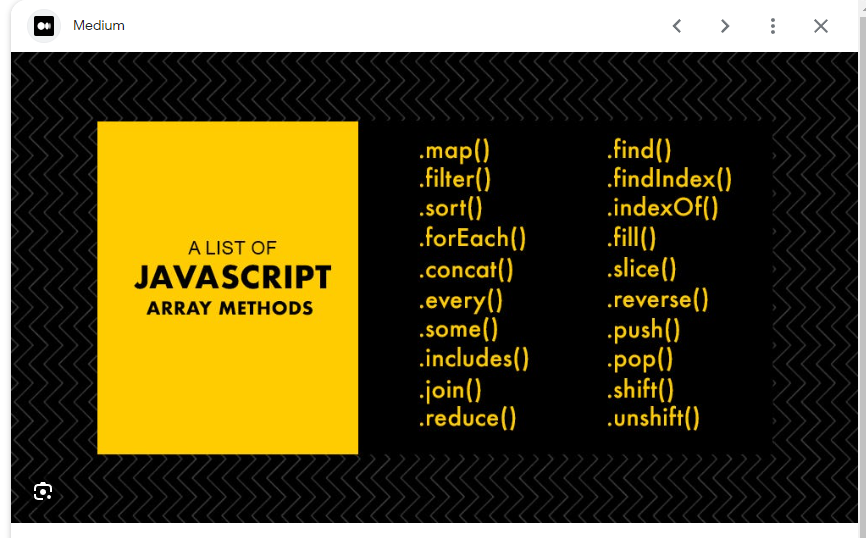 Medium
A LIST OF
JAVASCRIPT
ARRAY METHODS
.map()
.filter()
.sort()
.forEach()
.concat()
.every()
.some()
.includes()
.join()
.reduce()
.find()
.findIndex()
.indexOf()
.fill()
.slice()
.reverse()
.push()
.pop()
.shift()
.unshift()